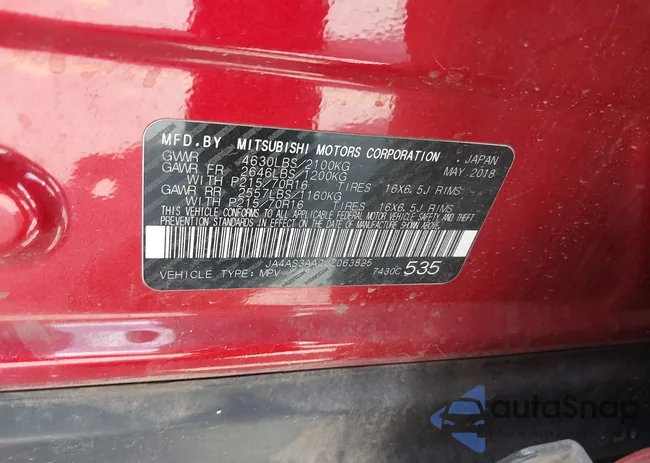 MFD.BY MITSUBISHI MOTORS CORPORATION , JAPAN
GVWR 4630LBS/2100KG MAY 2018
GAWR FR 2646LBS/1200KG
WITH P215/70R16 TIRES 16X6.5J RIMS
GAWR RR 2557LBS/1160KG
WITH P215/70R16 TIRES 16X6.5J RIMS
THIS VEHICLE CONFORMS TO ALL APPLICABLE FEDERAL MOTOR VEHICLE SAFETY AND THEFT
PREVENTION STANDARDS IN EFFECT ON THE DATE OF MANUFACTURE SHOWN ABOVE.
VEHICLE TYPE:MPV 7430C 535
autoSnap